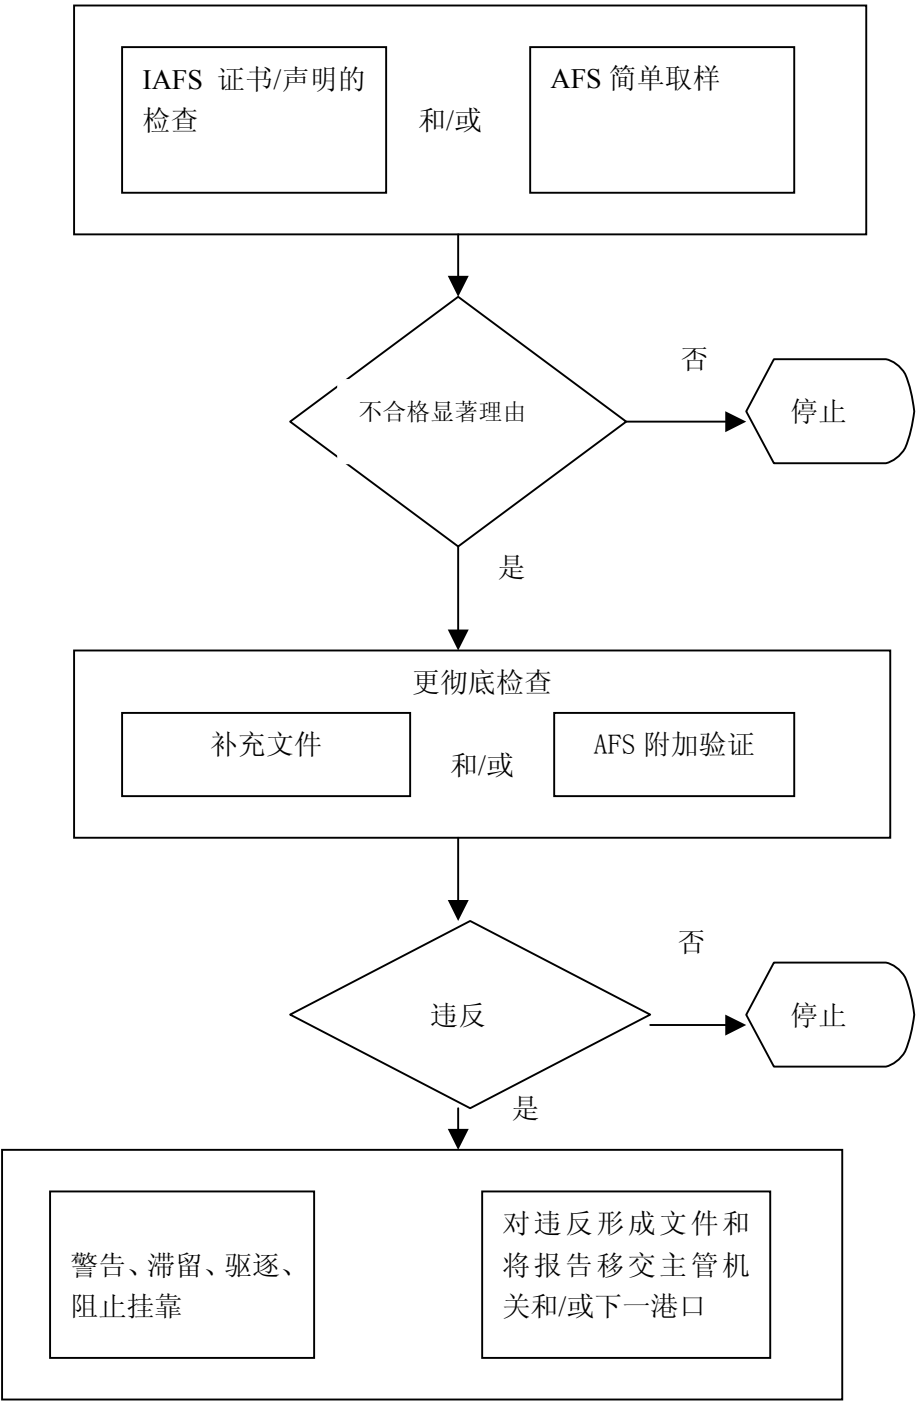 IAFS 证书/声明的
检查
和/或
AFS 简单取样
否
不合格显著理由
停止
是
更彻底检查
补充文件
和/或
AFS 附加验证
否
违反
停止
是
警告、滞留、驱逐、
阻止挂靠
对违反形成文件和
将报告移交主管机
关和/或下一港口